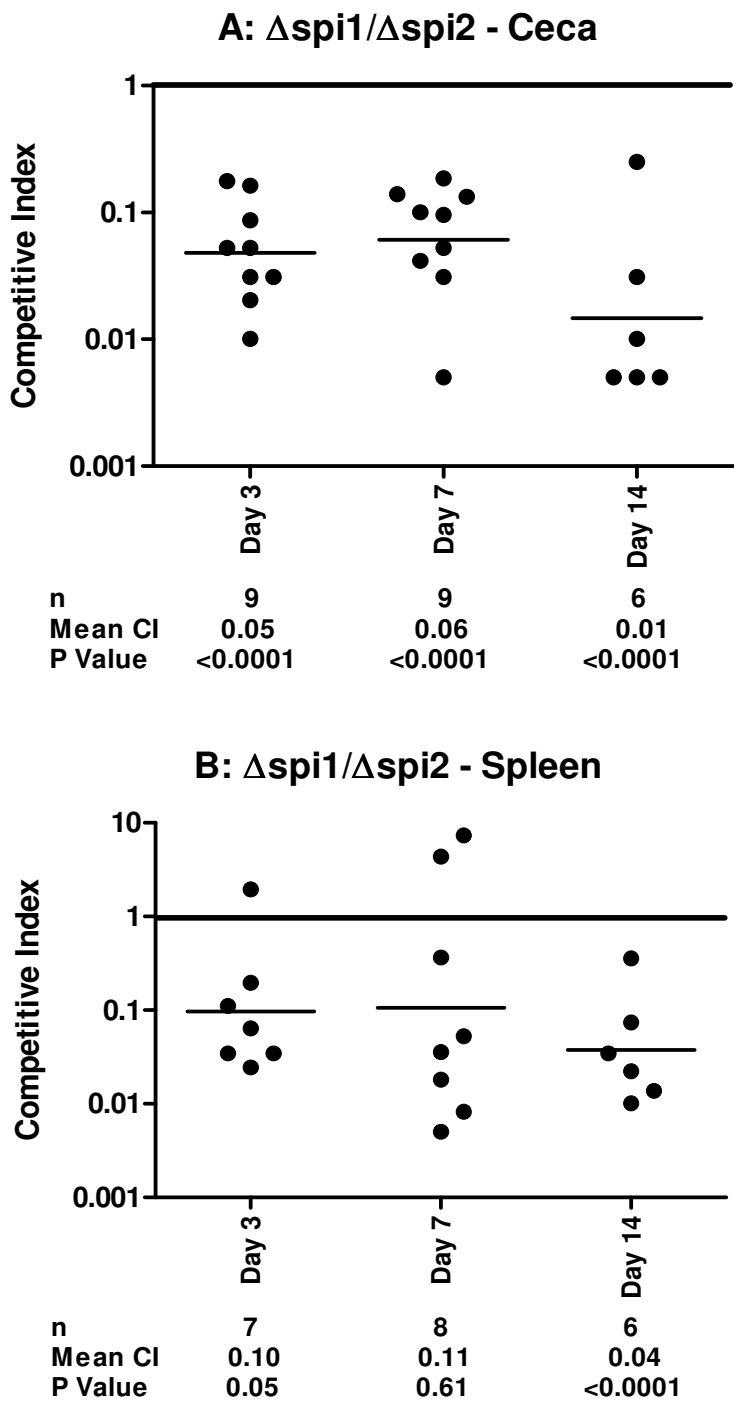 A: Δspi1/Δspi2 - Ceca
1
0.1
0.01
0.001
Competitive Index
Day 3
Day 7
Day 14
n 9 9 6
Mean CI 0.05 0.06 0.01
P Value <0.0001 <0.0001 <0.0001
B: Δspi1/Δspi2 - Spleen
10
1
0.1
0.01
0.001
Competitive Index
Day 3
Day 7
Day 14
n 7 8 6
Mean CI 0.10 0.11 0.04
P Value 0.05 0.61 <0.0001